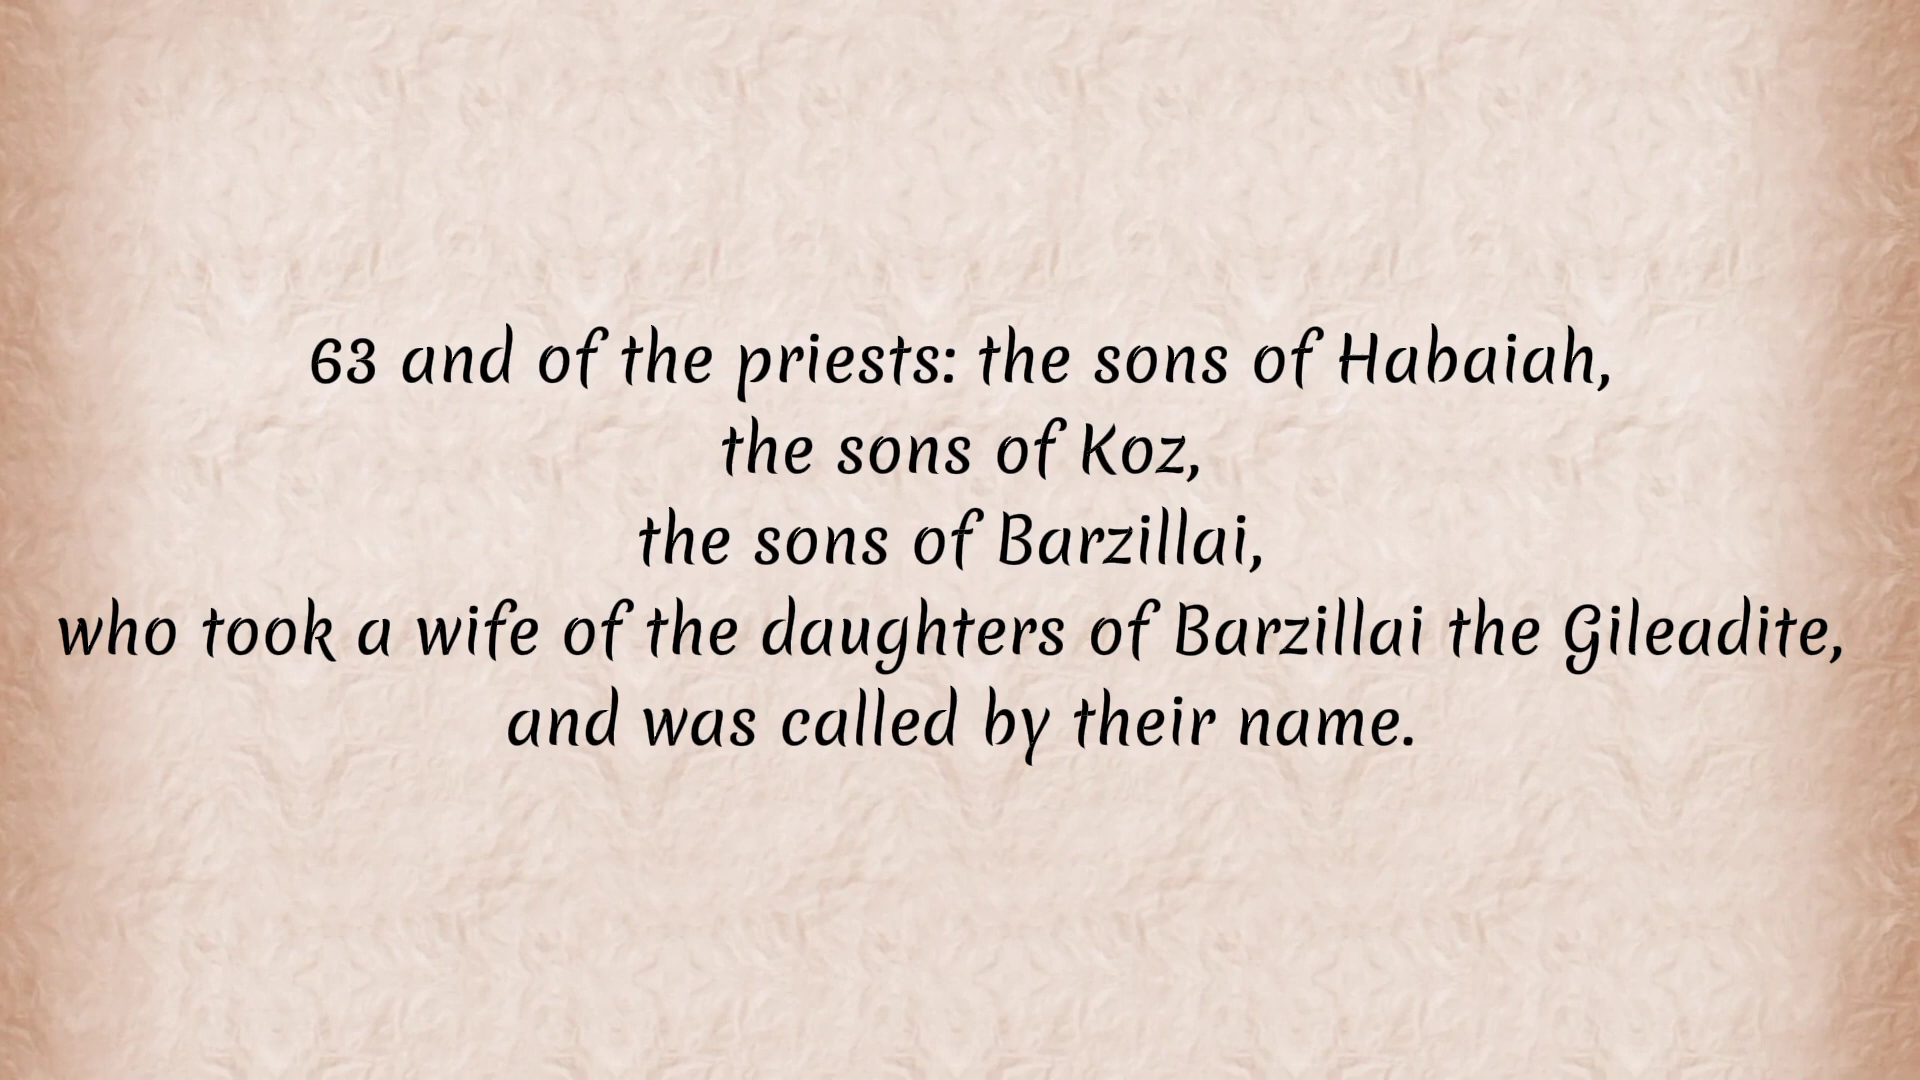 63 and of the priests: the sons of Habaiah,
the sons of Koz,
the sons of Barzillai,
who took a wife of the daughters of Barzillai the Gileadite,
and was called by their name.